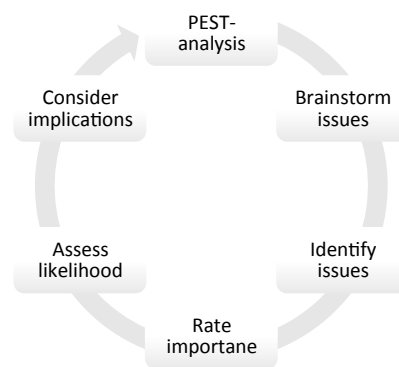 PEST-
analysis
Brainstorm
issues
Identify
issues
Rate
importane
Assess
likelihood
Consider
implications